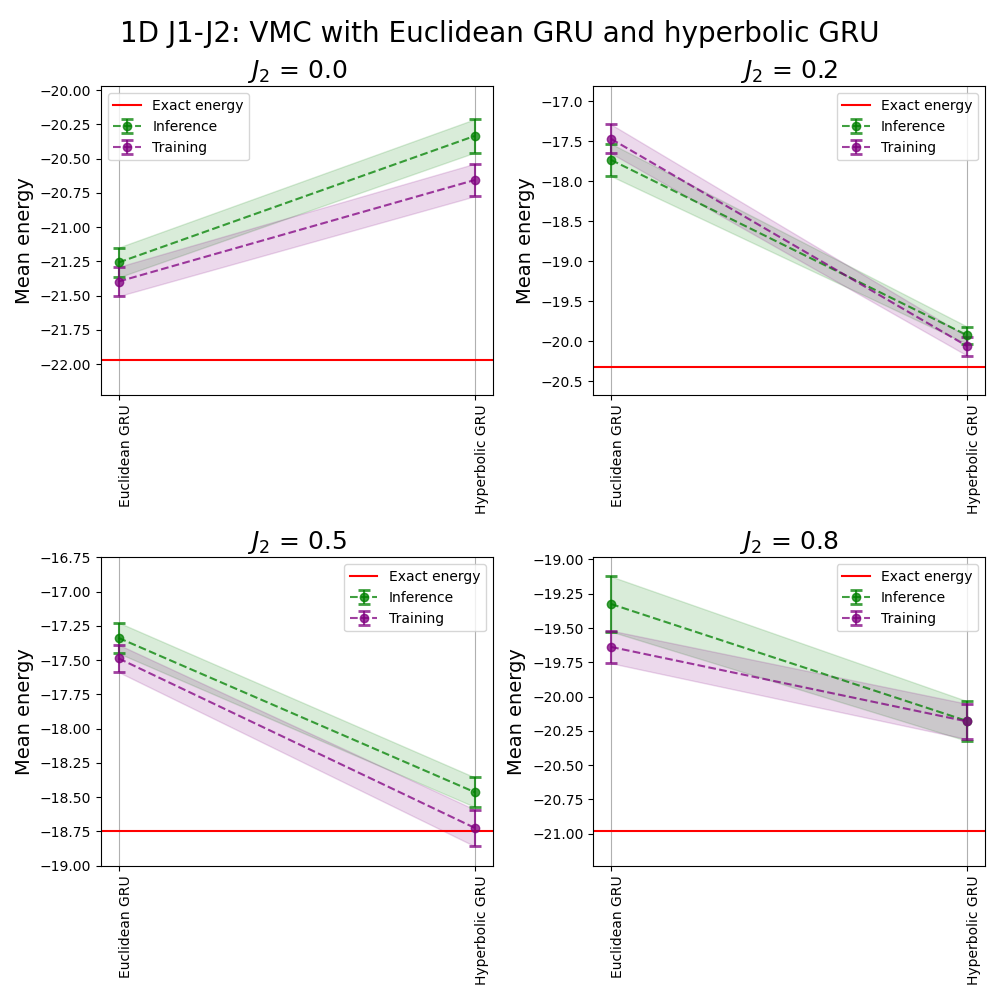 1D J1-J2: VMC with Euclidean GRU and hyperbolic GRU
J₂ = 0.0
Mean energy
−20.00
−20.25
−20.50
−20.75
−21.00
−21.25
−21.50
−21.75
−22.00
Exact energy
Inference
Training
Euclidean GRU
Hyperbolic GRU
J₂ = 0.2
Mean energy
−17.0
−17.5
−18.0
−18.5
−19.0
−19.5
−20.0
−20.5
Exact energy
Inference
Training
Euclidean GRU
Hyperbolic GRU
J₂ = 0.5
Mean energy
−16.75
−17.00
−17.25
−17.50
−17.75
−18.00
−18.25
−18.50
−18.75
−19.00
Exact energy
Inference
Training
Euclidean GRU
Hyperbolic GRU
J₂ = 0.8
Mean energy
−19.00
−19.25
−19.50
−19.75
−20.00
−20.25
−20.50
−20.75
−21.00
Exact energy
Inference
Training
Euclidean GRU
Hyperbolic GRU